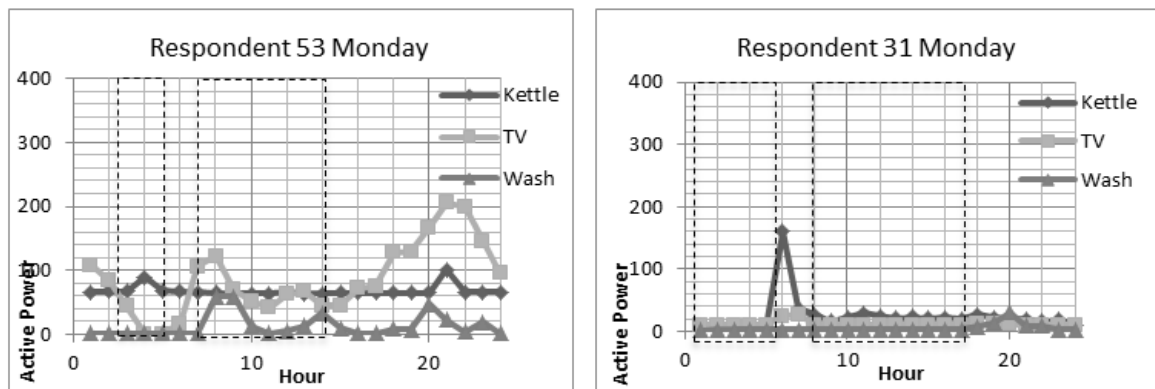 Respondent 53 Monday
400
300
200
100
0
0
10
20
Active Power
Hour
Kettle
TV
Wash
Respondent 31 Monday
400
300
200
100
0
0
10
20
Active Power
Hour
Kettle
TV
Wash